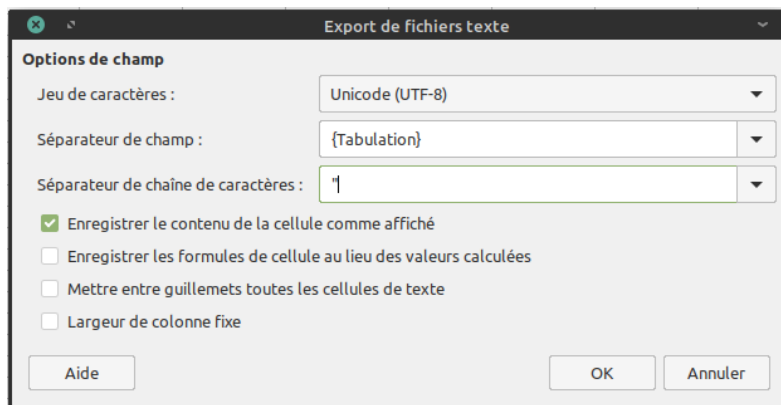 Export de fichiers texte
Options de champ
Jeu de caractères : Unicode (UTF-8)
Séparateur de champ : {Tabulation}
Séparateur de chaîne de caractères : "
Enregistrer le contenu de la cellule comme affiché
Enregistrer les formules de cellule au lieu des valeurs calculées
Mettre entre guillemets toutes les cellules de texte
Largeur de colonne fixe
Aide OK Annuler